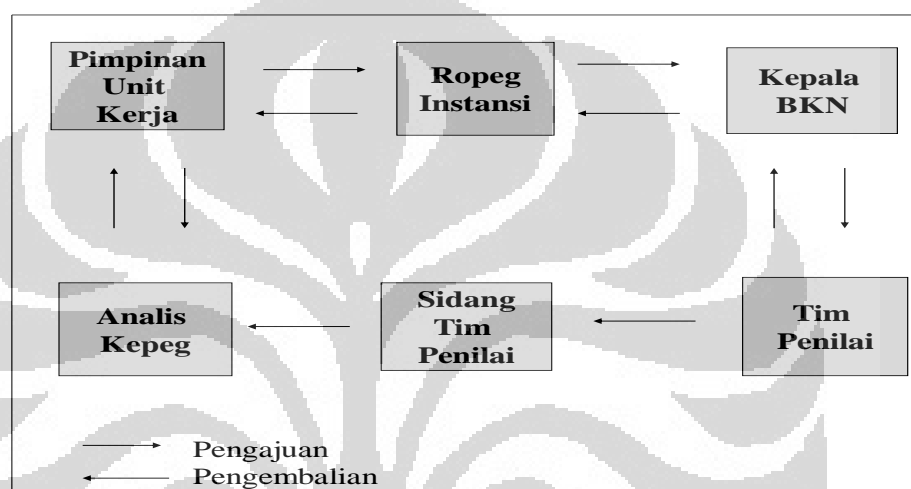 Pimpinan
Unit
Kerja
Ropeg
Instansi
Kepala
BKN
Analis
Kepeg
Sidang
Tim
Penilai
Tim
Penilai
Pengajuan
Pengembalian